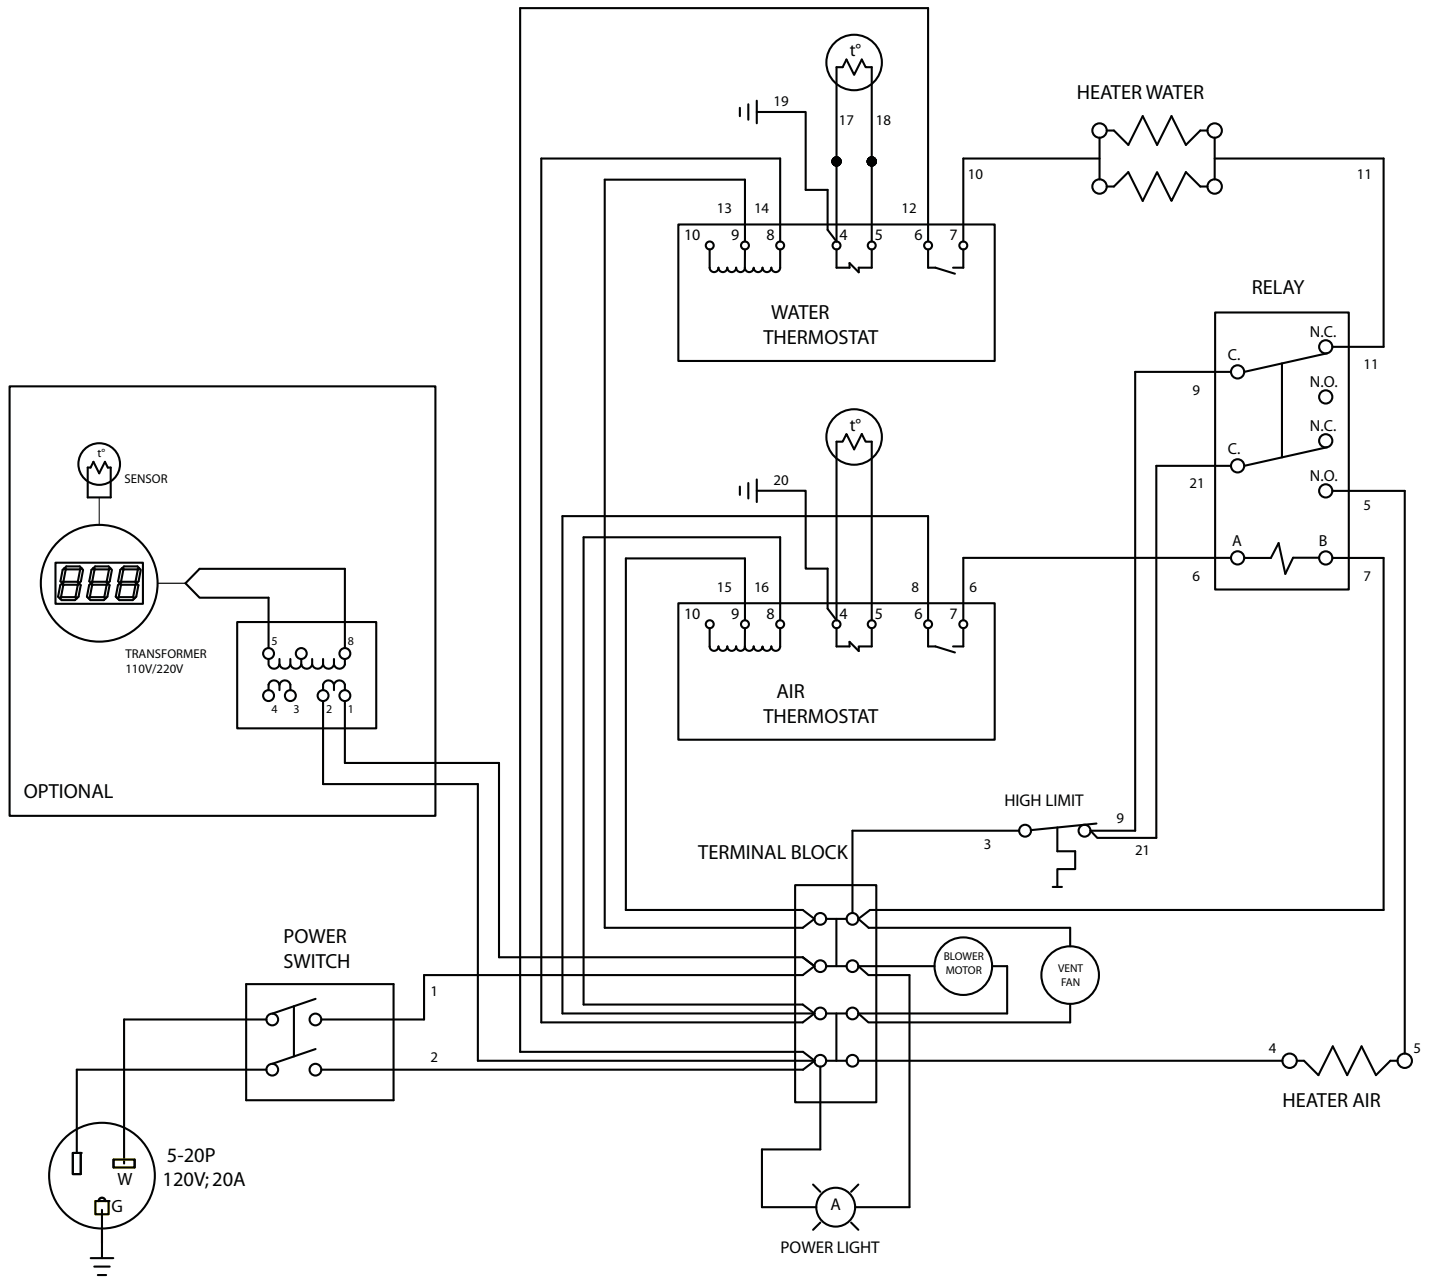 t°
HEATER WATER
19
17
18
10
11
13
14
12
10
9
8
4
5
6
7
WATER
THERMOSTAT
RELAY
N.C.
C.
11
9
N.O.
N.C.
C.
21
N.O.
5
A
B
6
7
t°
20
15
16
8
6
10
9
8
4
5
6
7
AIR
THERMOSTAT
t°
SENSOR
888
TRANSFORMER
110V/220V
5
8
4
3
2
1
OPTIONAL
HIGH LIMIT
9
3
21
TERMINAL BLOCK
POWER
SWITCH
1
2
BLOWER
MOTOR
VENT
FAN
4
5
HEATER AIR
5-20P
120V; 20A
W
G
A
POWER LIGHT